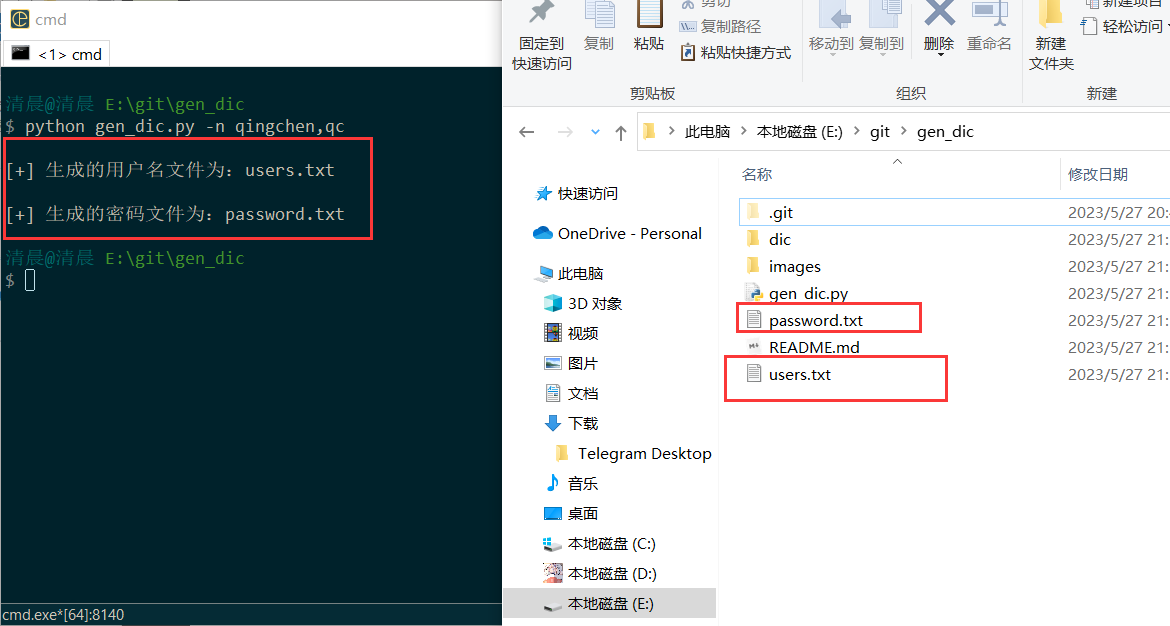 cmd
<1> cmd
清晨@清晨 E:\git\gen_dic
$ python gen_dic.py -n qingchen,qc
[+] 生成的用户名文件为：users.txt
[+] 生成的密码文件为：password.txt
清晨@清晨 E:\git\gen_dic
$
cmd.exe*[64]:8140
固定到
快速访问
复制
粘贴
剪切
复制路径
粘贴快捷方式
剪贴板
移动到
复制到
删除
重命名
组织
新建
文件夹
新建项目
轻松访问
新建
此电脑
本地磁盘 (E:)
git
gen_dic
快速访问
OneDrive - Personal
此电脑
3D 对象
视频
图片
文档
下载
Telegram Desktop
音乐
桌面
本地磁盘 (C:)
本地磁盘 (D:)
本地磁盘 (E:)
名称 修改日期
.git 2023/5/27 20:
dic 2023/5/27 21:
images 2023/5/27 21:
gen_dic.py 2023/5/27 21:
password.txt 2023/5/27 21:
README.md 2023/5/27 21:
users.txt 2023/5/27 21: